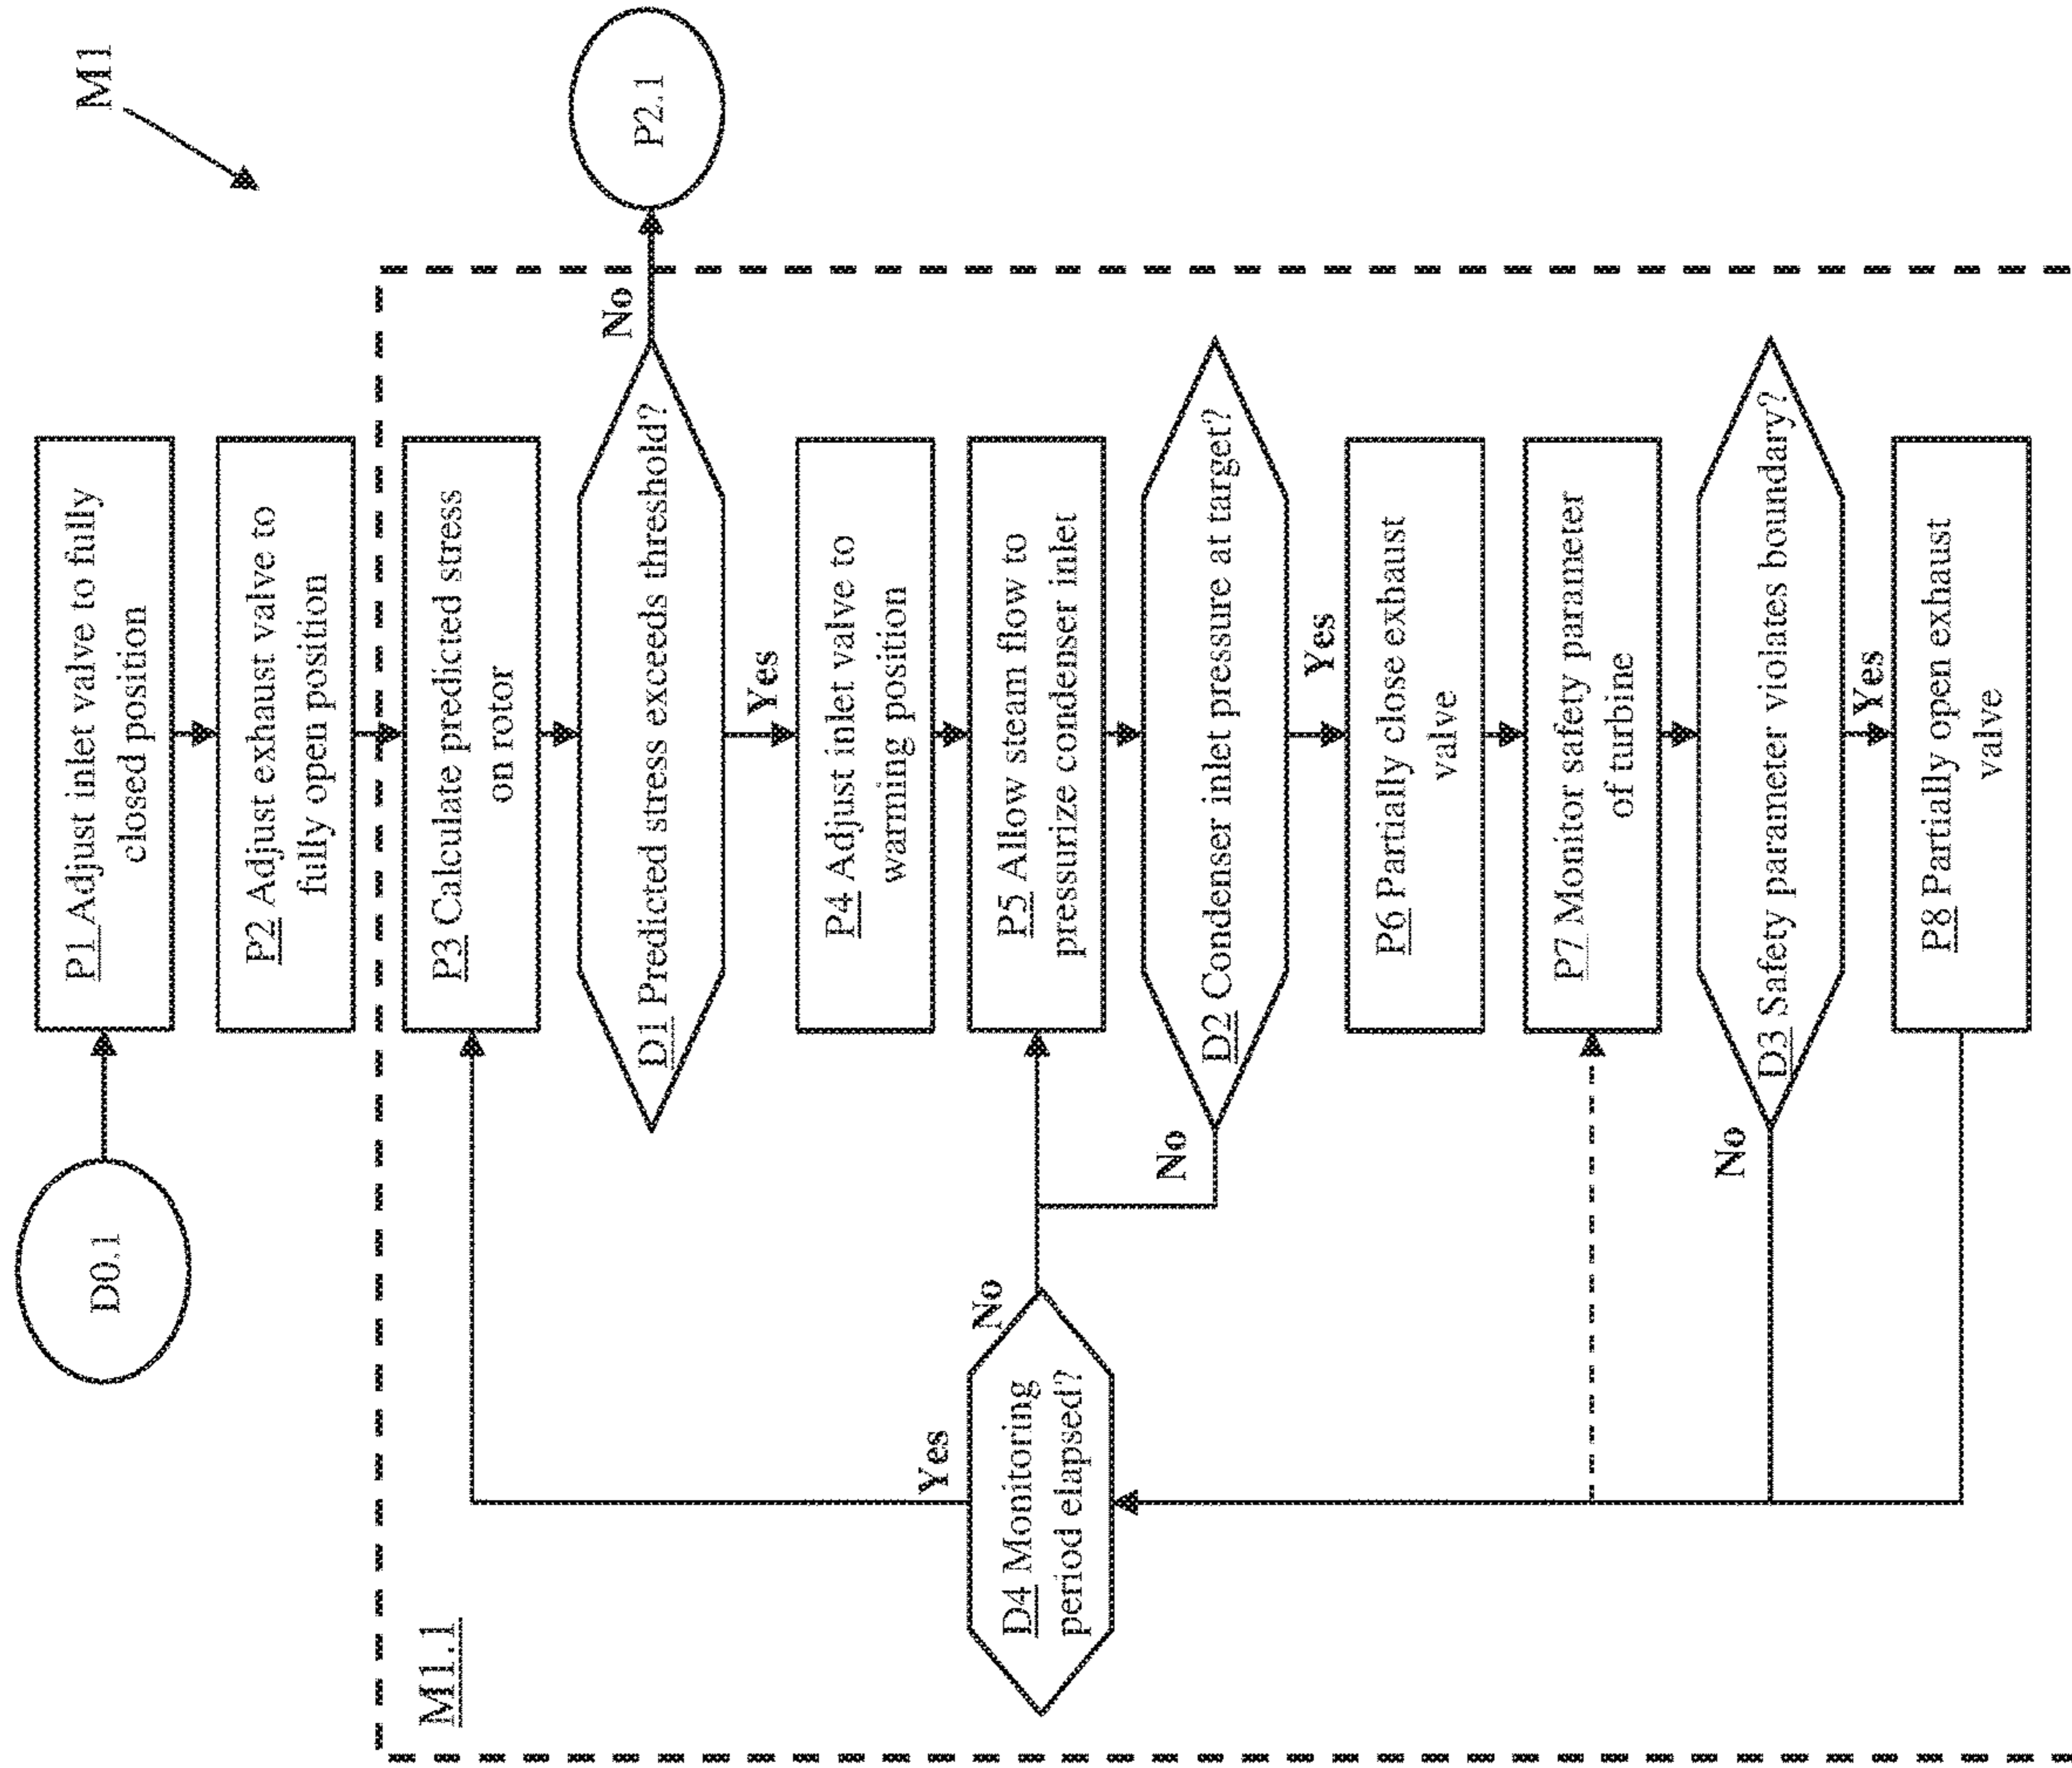 M1
D0.1
P1 Adjust inlet valve to fully
closed position
P2 Adjust exhaust valve to
fully open position
M1.1
P3 Calculate predicted stress
on rotor
D1 Predicted stress exceeds threshold?
No
P2.1
Yes
P4 Adjust inlet valve to
warming position
P5 Allow steam flow to
pressurize condenser inlet
D2 Condenser inlet pressure at target?
No
Yes
P6 Partially close exhaust
valve
P7 Monitor safety parameter
of turbine
D3 Safety parameter violates boundary?
No
Yes
P8 Partially open exhaust
valve
D4 Monitoring
period elapsed?
Yes
No